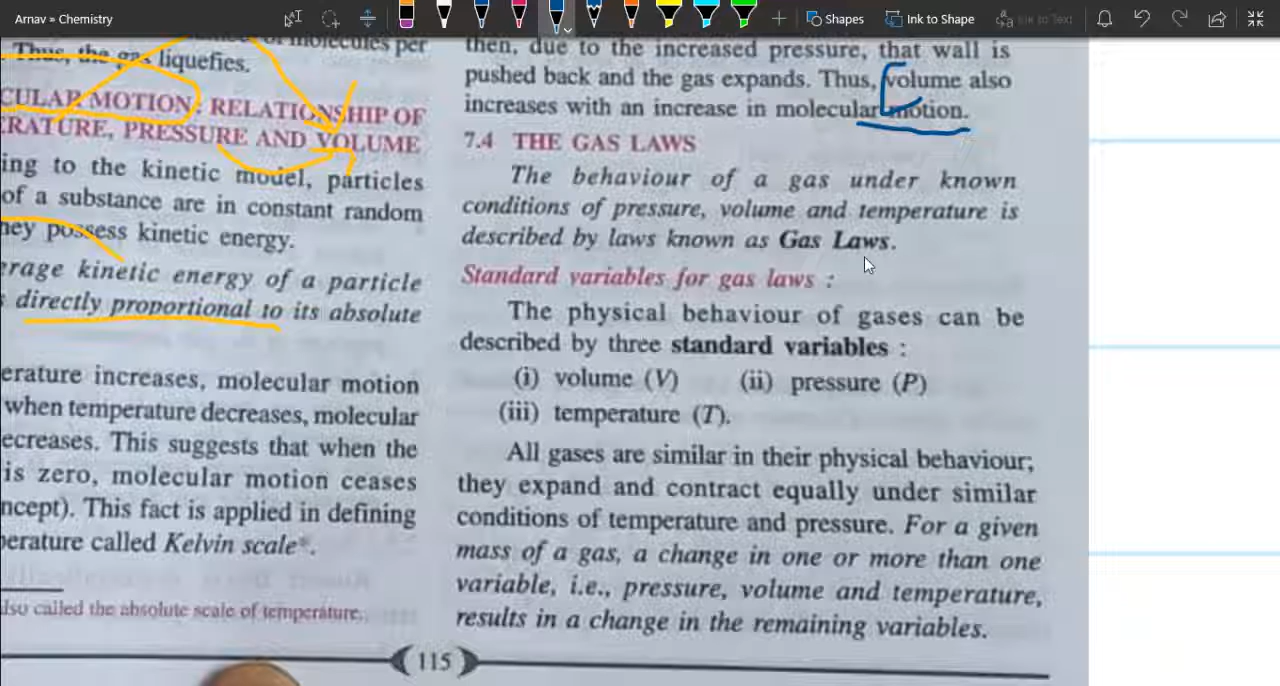 Arnav » Chemistry
Shapes
Ink to Shape
Ink to Text
of molecules per
Thus, the gas liquefies.
CULAR MOTION : RELATIONSHIP OF
RATURE, PRESSURE AND VOLUME
ing to the kinetic model, particles
of a substance are in constant random
hey possess kinetic energy.
erage kinetic energy of a particle
directly proportional to its absolute
erature increases, molecular motion
when temperature decreases, molecular
ecreases. This suggests that when the
is zero, molecular motion ceases
ncept). This fact is applied in defining
perature called Kelvin scale*.
lso called the absolute scale of temperature.
then, due to the increased pressure, that wall is
pushed back and the gas expands. Thus, volume also
increases with an increase in molecular motion.
7.4 THE GAS LAWS
The behaviour of a gas under known
conditions of pressure, volume and temperature is
described by laws known as Gas Laws.
Standard variables for gas laws :
The physical behaviour of gases can be
described by three standard variables :
(i) volume (V) (ii) pressure (P)
(iii) temperature (T).
All gases are similar in their physical behaviour;
they expand and contract equally under similar
conditions of temperature and pressure. For a given
mass of a gas, a change in one or more than one
variable, i.e., pressure, volume and temperature,
results in a change in the remaining variables.
115